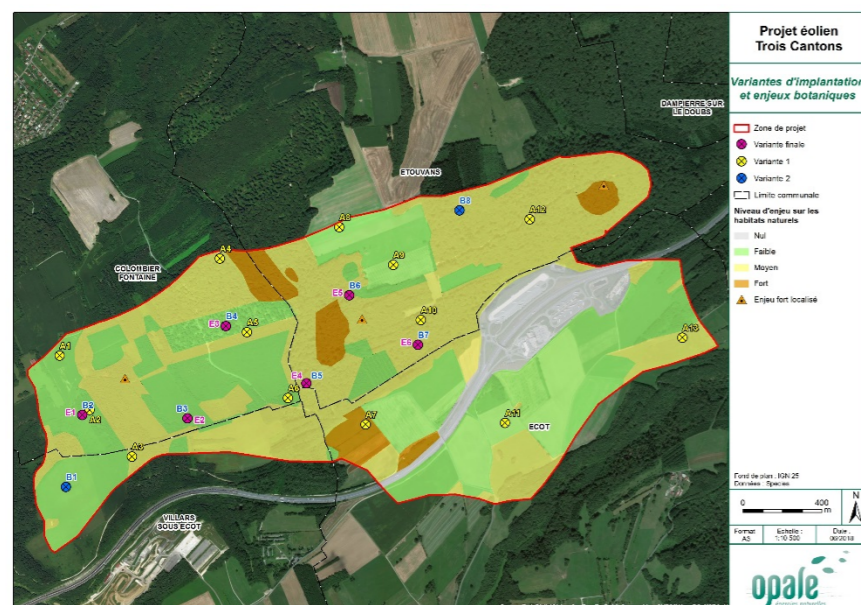 Projet éolien
Trois Cantons
Variantes d'implantation
et enjeux botaniques
Zone de projet
Variante finale
Variante 1
Variante 2
Limite communale
Niveau d'enjeu sur les
habitats naturels
Nul
Faible
Moyen
Fort
Enjeu fort localisé
Fond de plan : IGN 25
Données : Species
0 400
m
N
Format
A3
Echelle :
1:10 500
Date :
06/2018
opale
DAMPIERRE SUR
LE DOUBS
ETOUVANS
COLOMBIER
FONTAINE
ECOT
VILLARS
SOUS ECOT
B8
A12
A8
A4
A9
B6
E5
B4
E3
A5
A10
B7
E6
A13
A1
E4
B5
A6
B2
E1
A2
B3
E2
A7
A11
A3
B1